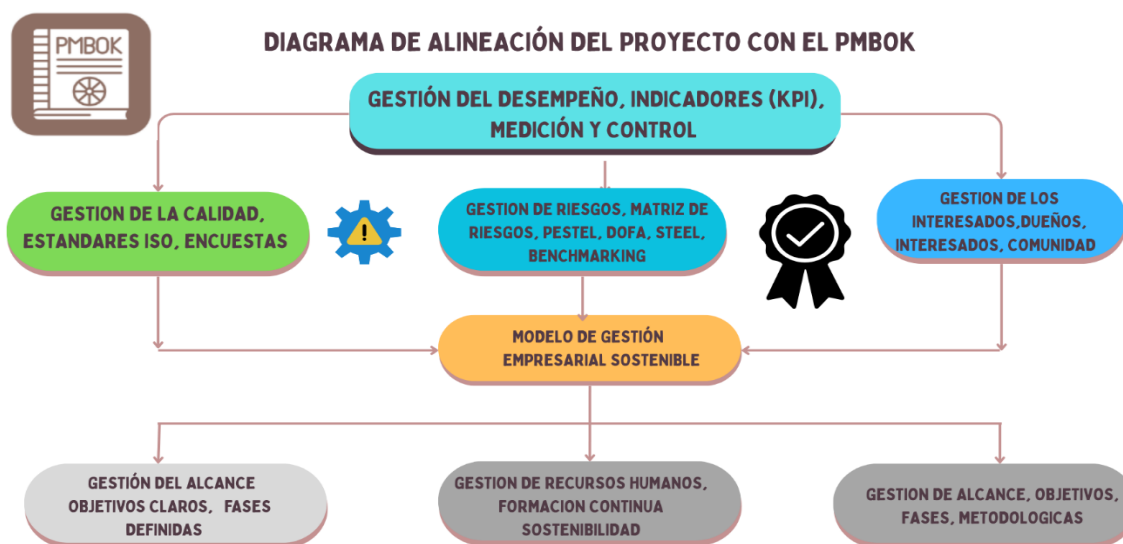 PMBOK
DIAGRAMA DE ALINEACIÓN DEL PROYECTO CON EL PMBOK
GESTIÓN DEL DESEMPEÑO, INDICADORES (KPI),
MEDICIÓN Y CONTROL
GESTION DE LA CALIDAD,
ESTANDARES ISO, ENCUESTAS
GESTION DE RIESGOS, MATRIZ DE
RIESGOS, PESTEL, DOFA, STEEL,
BENCHMARKING
GESTION DE LOS
INTERESADOS,DUEÑOS,
INTERESADOS, COMUNIDAD
MODELO DE GESTIÓN
EMPRESARIAL SOSTENIBLE
GESTIÓN DEL ALCANCE
OBJETIVOS CLAROS, FASES
DEFINIDAS
GESTION DE RECURSOS HUMANOS,
FORMACION CONTINUA
SOSTENIBILIDAD
GESTION DE ALCANCE, OBJETIVOS,
FASES, METODOLOGICAS